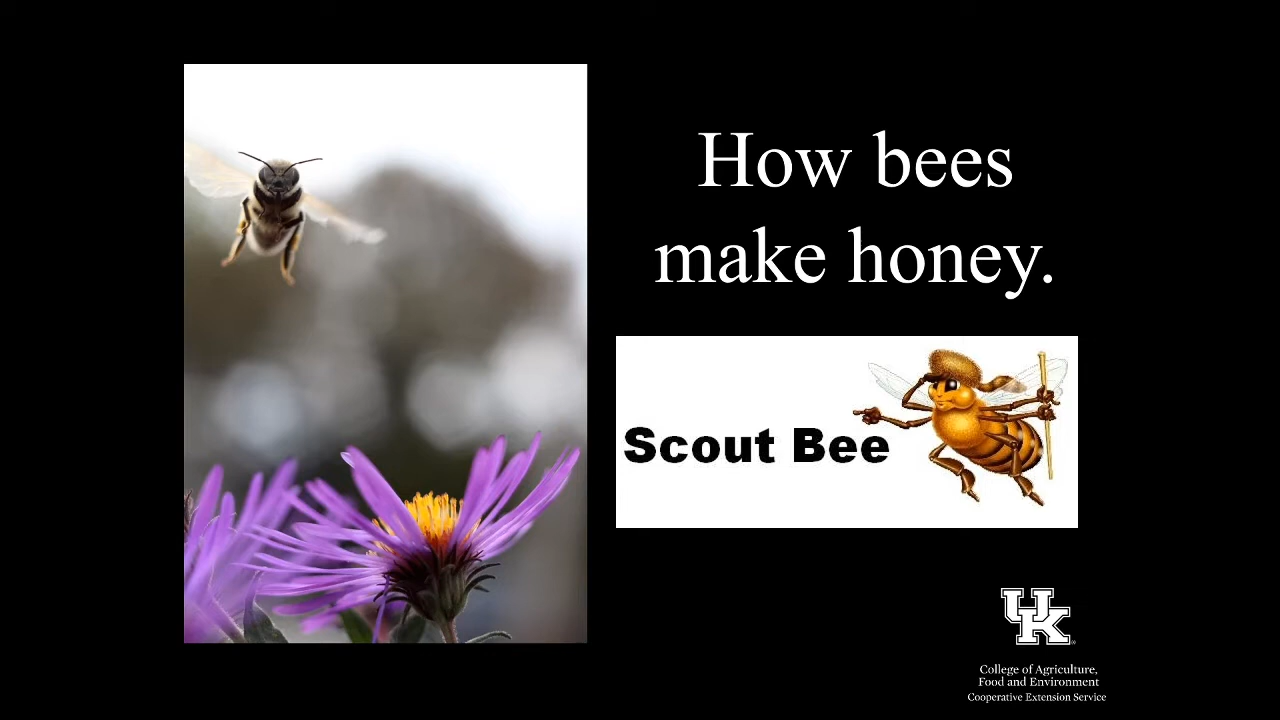 How bees
make honey.
Scout Bee
UK
College of Agriculture,
Food and Environment
Cooperative Extension Service